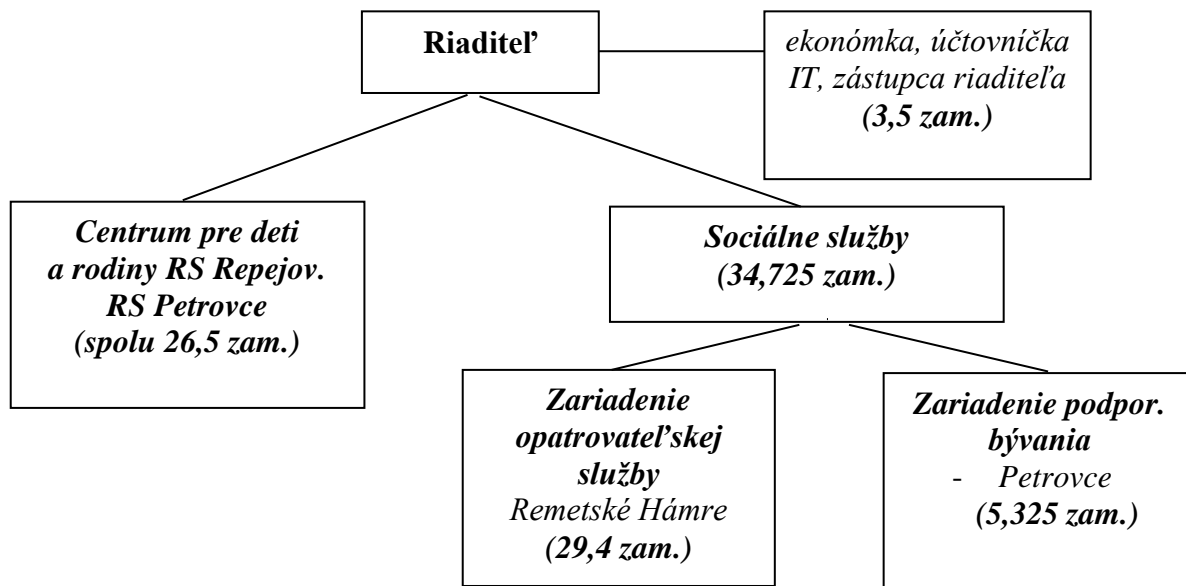 Riaditeľ
ekonómka, účtovníčka
IT, zástupca riaditeľa
(3,5 zam.)
Centrum pre deti
a rodiny RS Repejov.
RS Petrovce
(spolu 26,5 zam.)
Sociálne služby
(34,725 zam.)
Zariadenie
opatrovateľskej
služby
Remetské Hámre
(29,4 zam.)
Zariadenie podpor.
bývania
- Petrovce
(5,325 zam.)